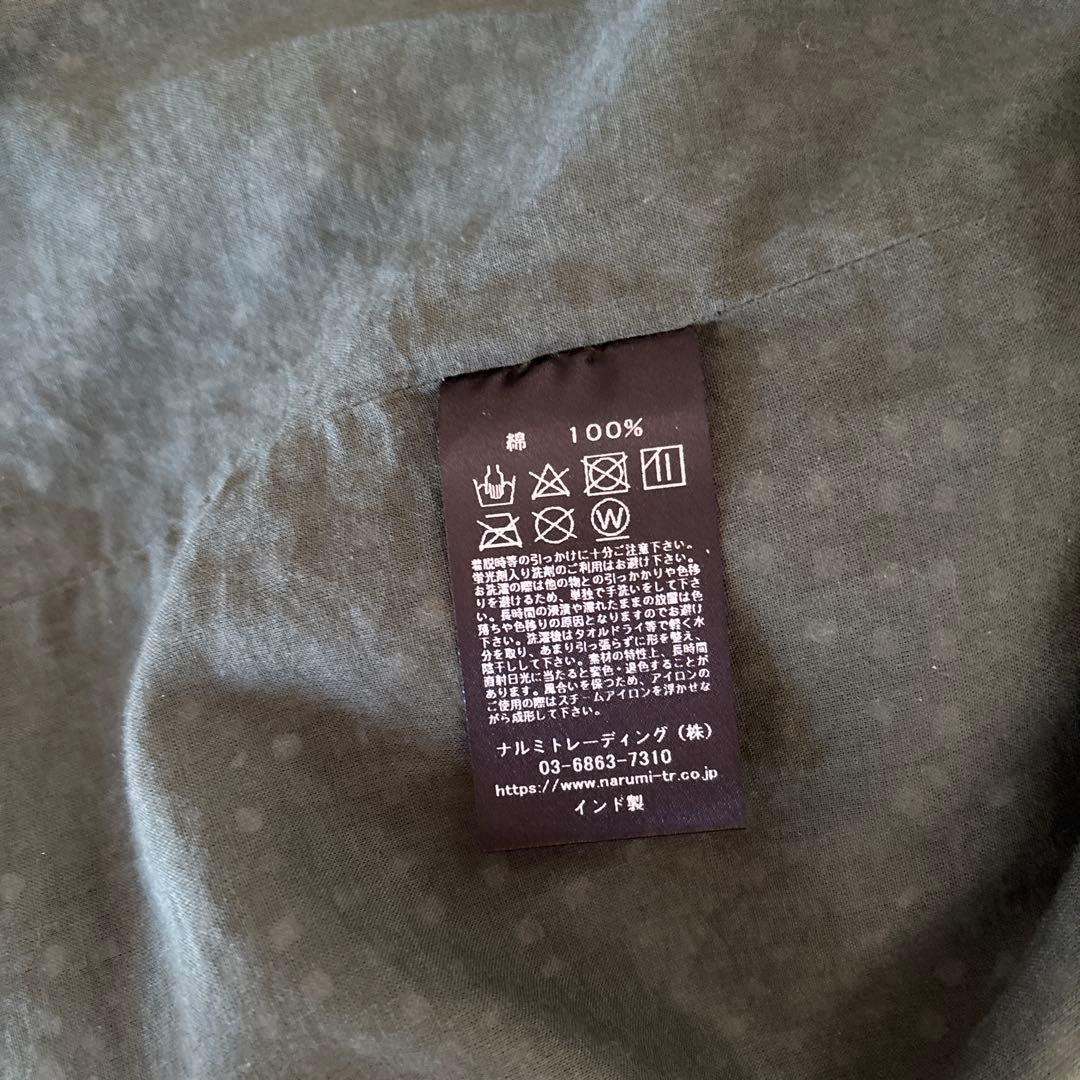 綿 100%
W
着脱時等の引っかけに十分ご注意下さい。
蛍光剤入り洗剤のご利用はお避け下さい。
お洗濯の際は他の物との引っかかりや色移
りを避けるため、単独で手洗いをして下さ
い。長時間の浸漬や濡れたままの放置は色
落ちや色移りの原因となりますのでお避け
下さい。洗濯後はタオルドライ等で軽く水
分を取り、あまり引っ張らずに形を整え、
陰干しして下さい。素材の特性上、長時間
直射日光に当たると変色・退色することが
あります。風合いを保つため、アイロンの
ご使用の際はスチームアイロンを浮かせな
がら成形して下さい。
ナルミトレーディング（株）
03-6863-7310
https://www.narumi-tr.co.jp
インド製